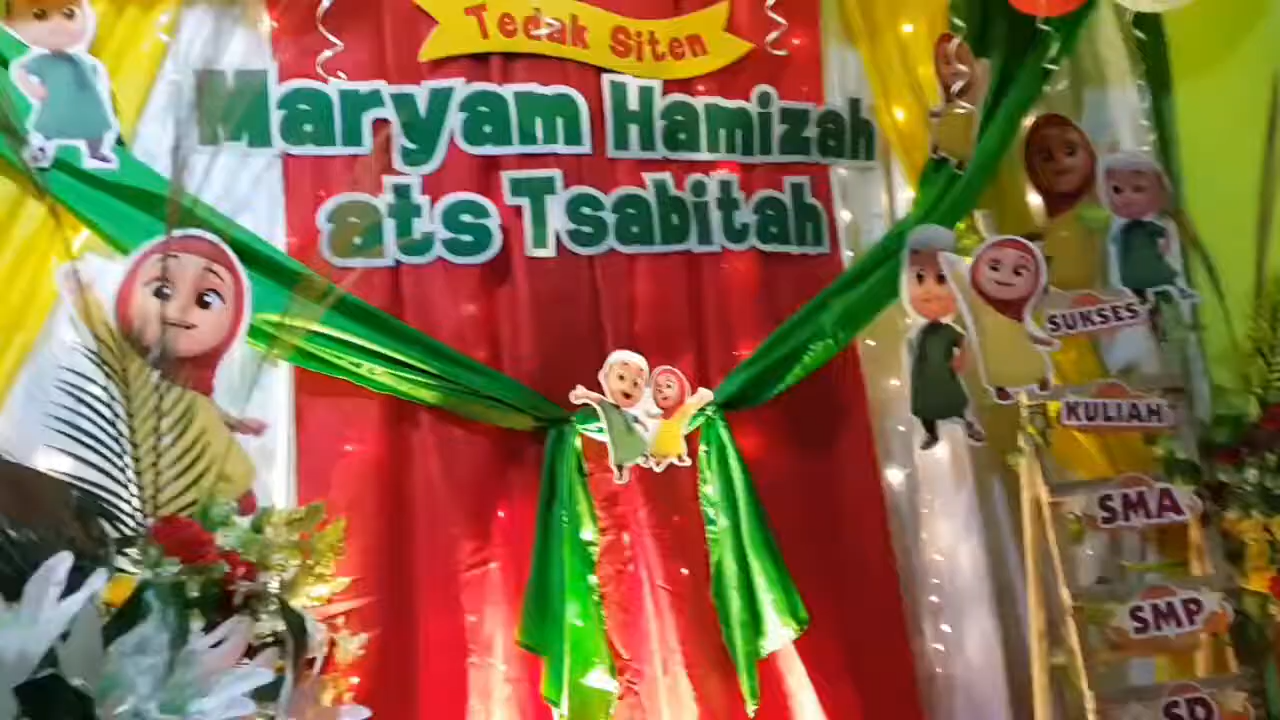 Tedak Siten
Maryam Hamizah
ats Tsabitah
SUKSES
KULIAH
SMA
SMP
SD